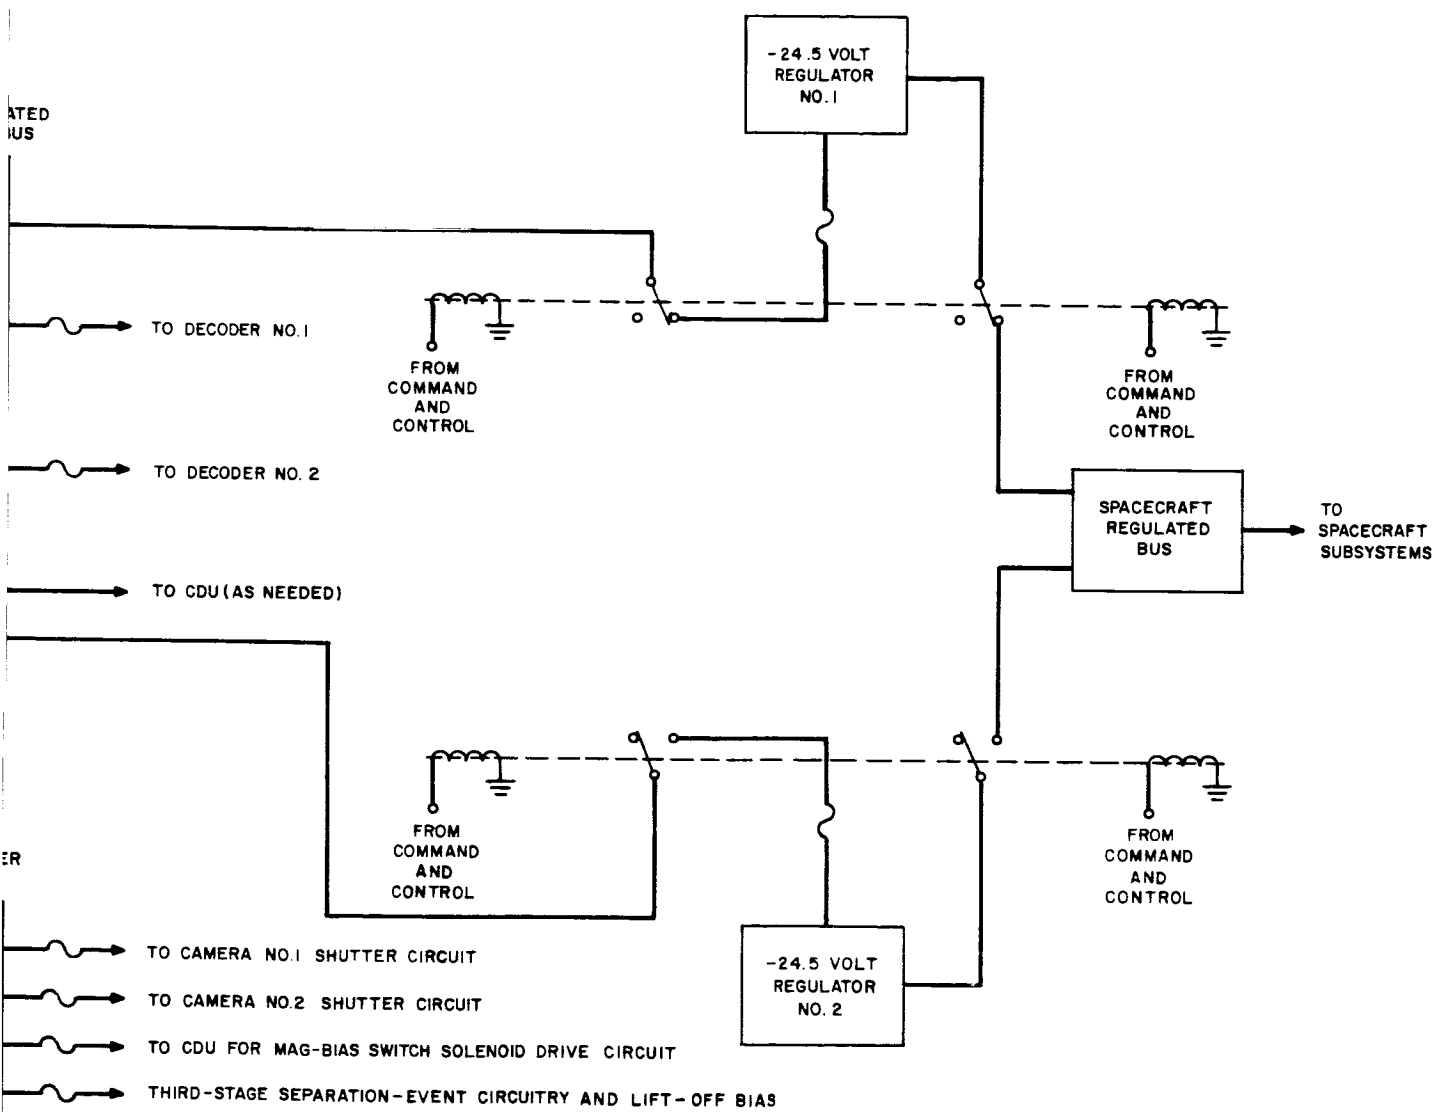 -24.5 VOLT
REGULATOR
NO. 1
ATED
BUS
TO DECODER NO. 1
FROM
COMMAND
AND
CONTROL
FROM
COMMAND
AND
CONTROL
TO DECODER NO. 2
SPACECRAFT
REGULATED
BUS
TO
SPACECRAFT
SUBSYSTEMS
TO CDU (AS NEEDED)
FROM
COMMAND
AND
CONTROL
FROM
COMMAND
AND
CONTROL
ER
-24.5 VOLT
REGULATOR
NO. 2
TO CAMERA NO. 1 SHUTTER CIRCUIT
TO CAMERA NO. 2 SHUTTER CIRCUIT
TO CDU FOR MAG-BIAS SWITCH SOLENOID DRIVE CIRCUIT
THIRD-STAGE SEPARATION-EVENT CIRCUITRY AND LIFT-OFF BIAS